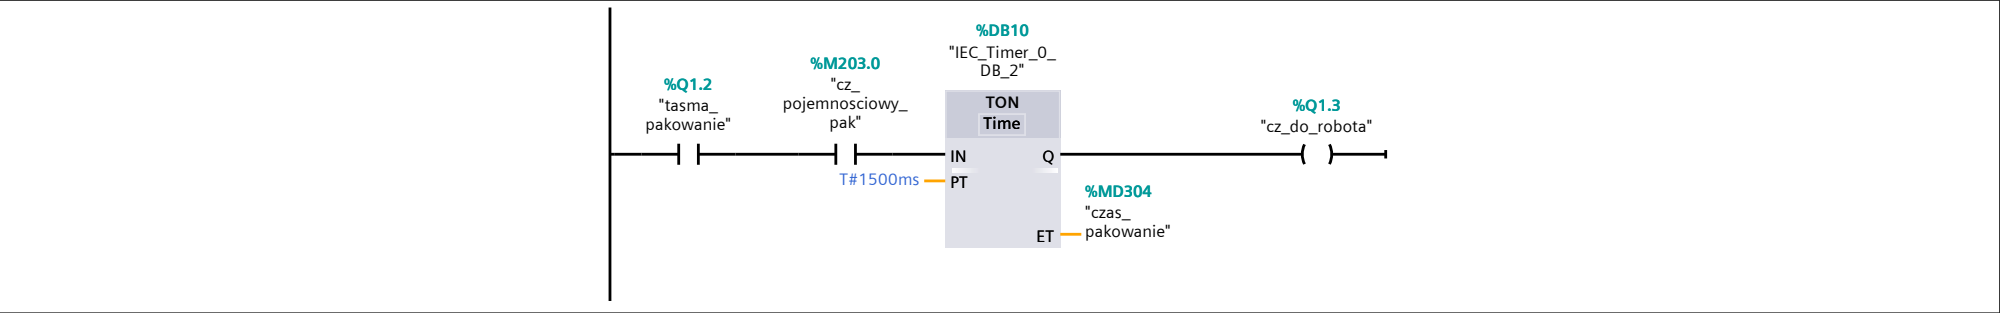 %Q1.2
"tasma_
pakowanie"
%M203.0
"cz_
pojemnosciowy_
pak"
%DB10
"IEC_Timer_0_
DB_2"
TON
Time
IN
Q
T#1500ms
PT
%MD304
"czas_
pakowanie"
ET
%Q1.3
"cz_do_robota"